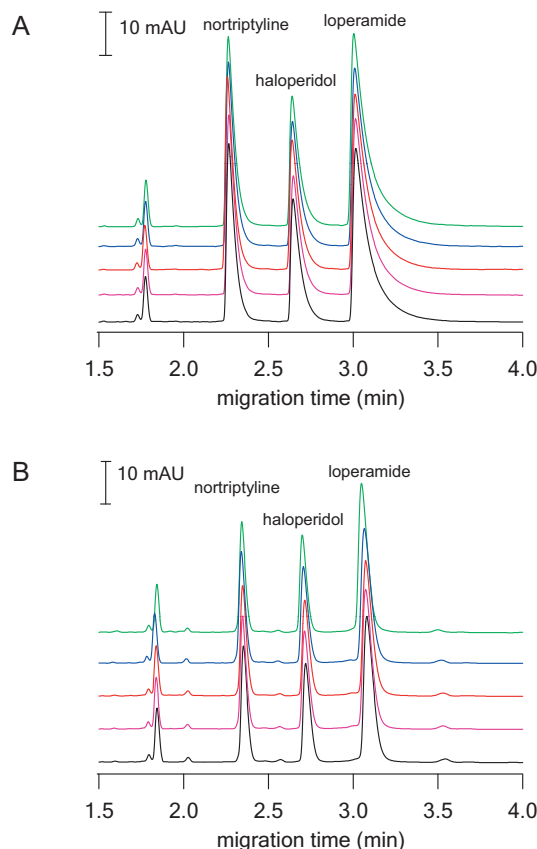 A
10 mAU
nortriptyline
haloperidol
loperamide
1.5 2.0 2.5 3.0 3.5 4.0
migration time (min)
B
10 mAU
nortriptyline
haloperidol
loperamide
1.5 2.0 2.5 3.0 3.5 4.0
migration time (min)